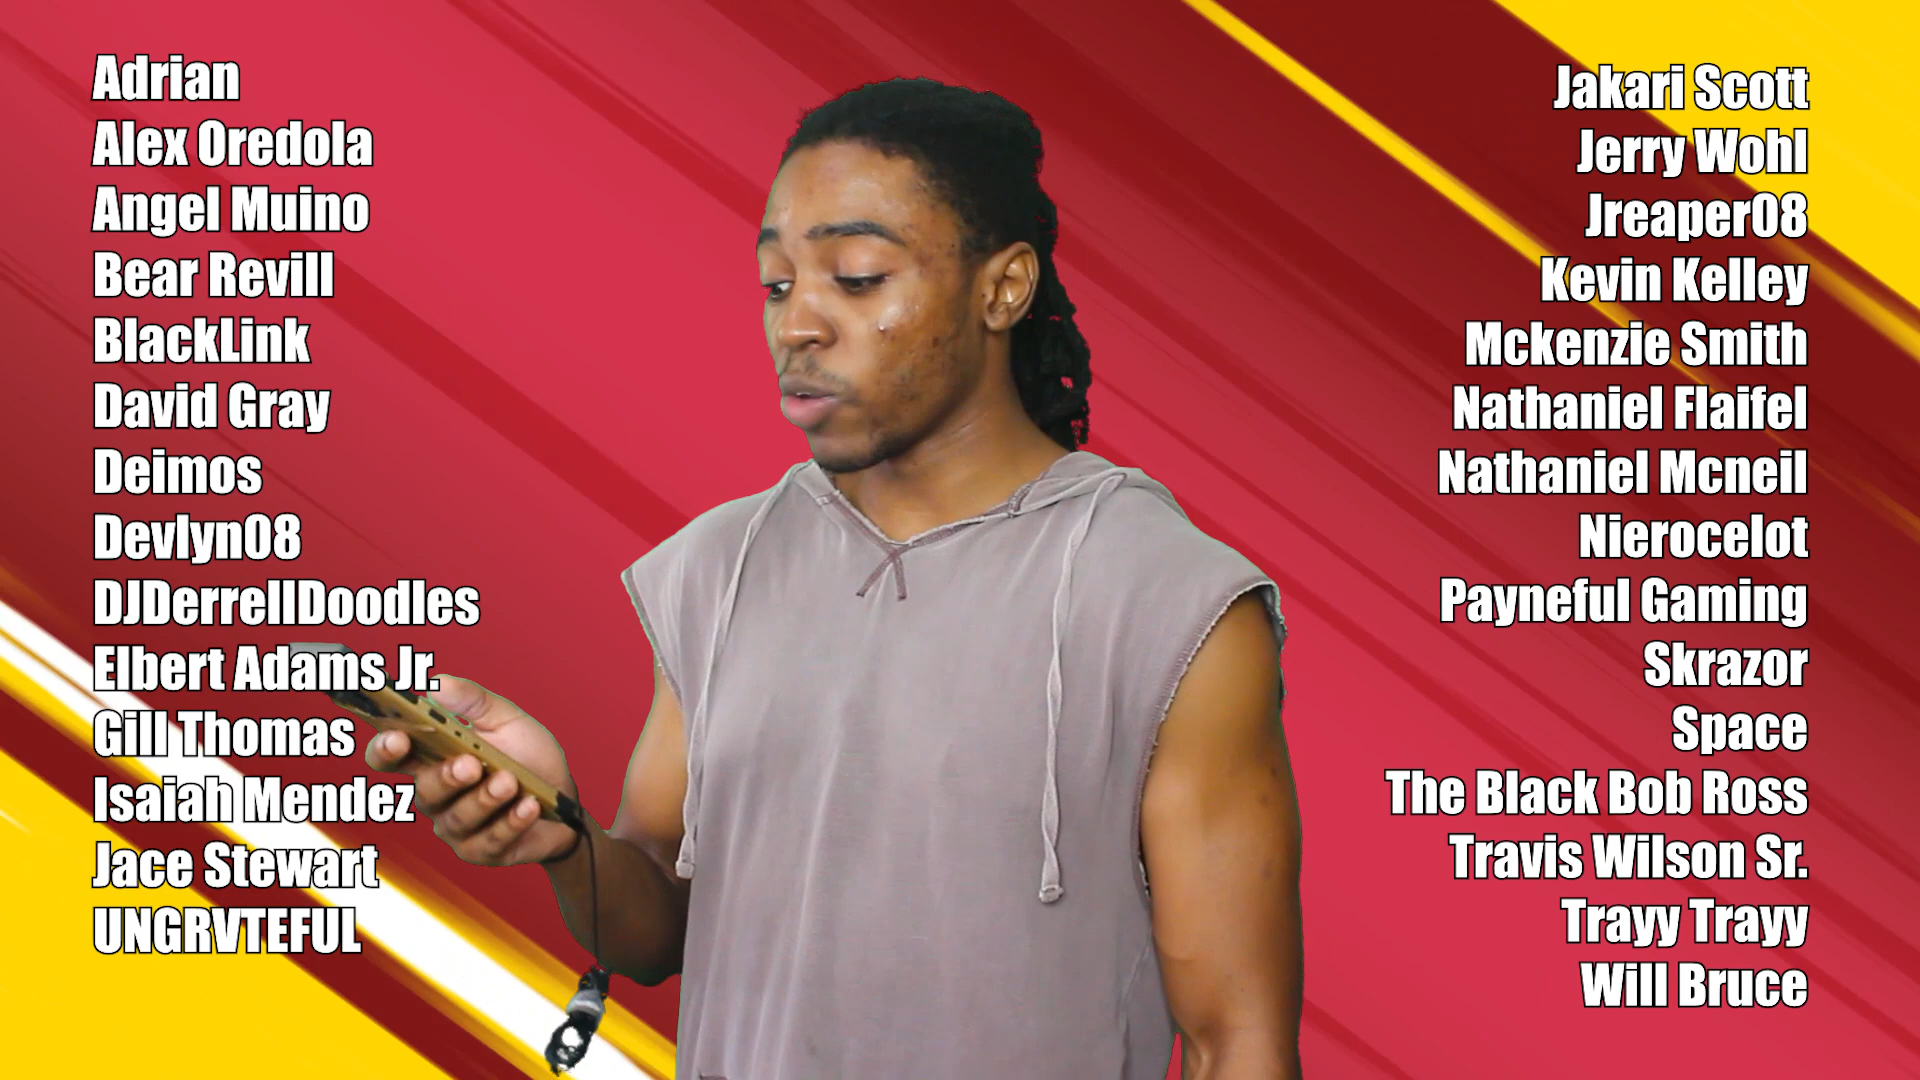 Adrian
Alex Oredola
Angel Muino
Bear Revill
BlackLink
David Gray
Deimos
Devlyn08
DJDerrellDoodles
Elbert Adams Jr.
Gill Thomas
Isaiah Mendez
Jace Stewart
UNGRVTEFUL
Jakari Scott
Jerry Wohl
Jreaper08
Kevin Kelley
Mckenzie Smith
Nathaniel Flaifel
Nathaniel Mcneil
Nierocelot
Payneful Gaming
Skrazor
Space
The Black Bob Ross
Travis Wilson Sr.
Trayy Trayy
Will Bruce